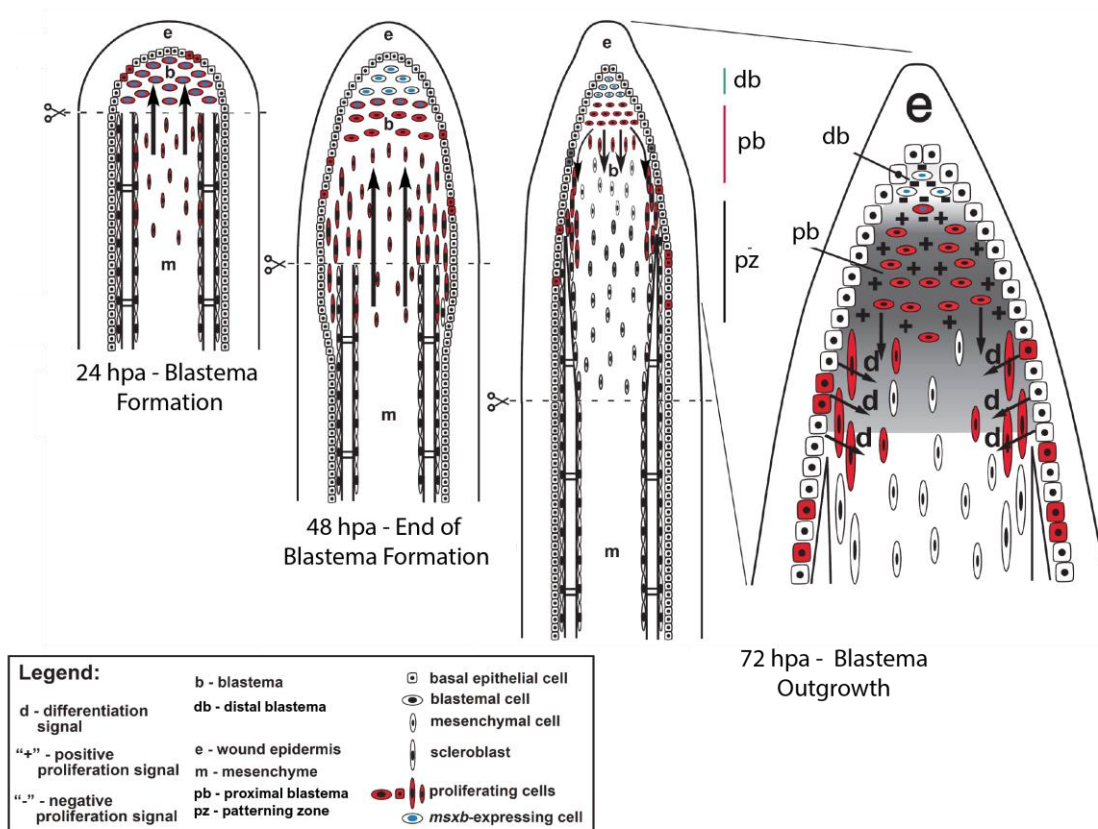 e
b
m
24 hpa - Blastema
Formation
e
b
m
48 hpa - End of
Blastema Formation
e
b
m
db
pb
pz
e
db
pb
- - -
- - -
+ + + + + + + + + + +
d d
d d
d d
72 hpa - Blastema
Outgrowth
Legend:
d - differentiation
signal
"+" - positive
proliferation signal
"-" - negative
proliferation signal
b - blastema
db - distal blastema
e - wound epidermis
m - mesenchyme
pb - proximal blastema
pz - patterning zone
basal epithelial cell
blastemal cell
mesenchymal cell
scleroblast
proliferating cells
msxb-expressing cell